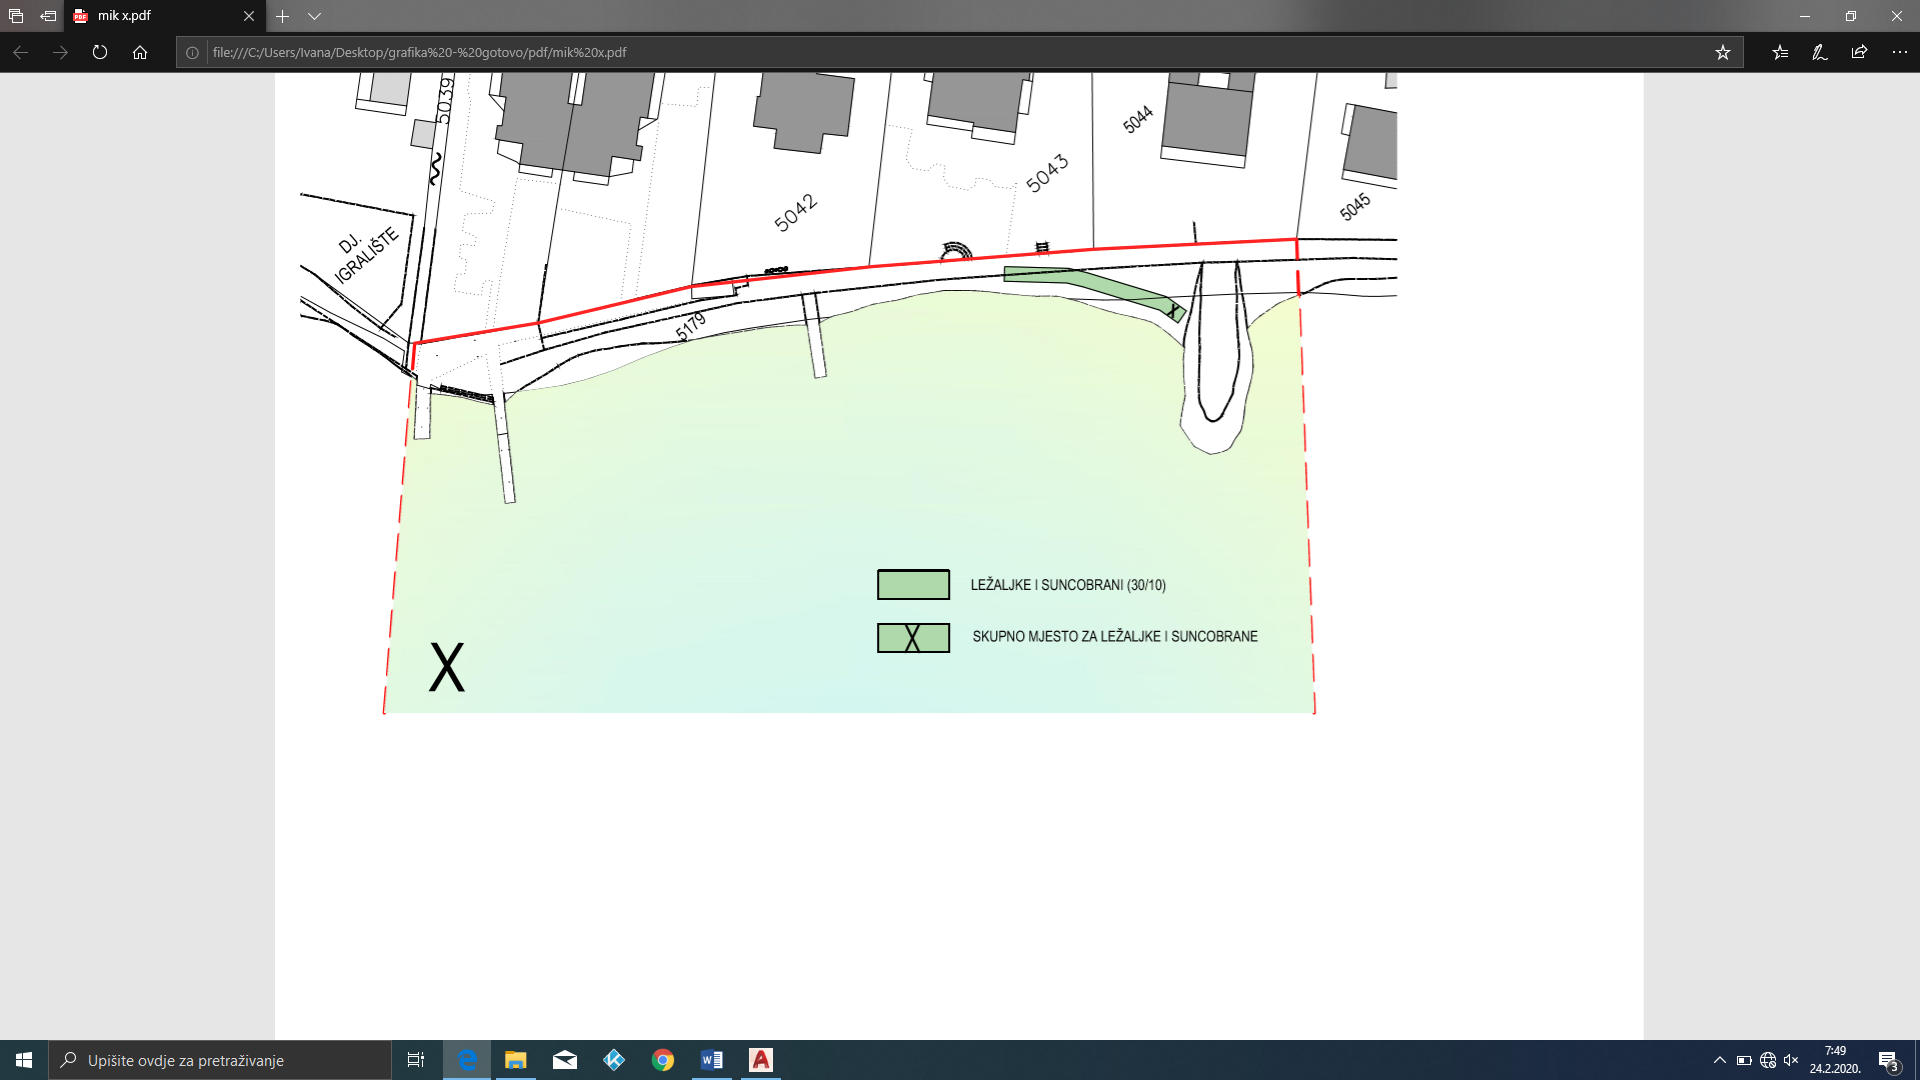 mik x.pdf
file:///C:/Users/Ivana/Desktop/grafika%20-%20gotovo/pdf/mik%20x.pdf
5039
5044
5043
5042
5045
DJ.
IGRALIŠTE
5179
X
LEŽALJKE I SUNCOBRANI (30/10)
X
SKUPNO MJESTO ZA LEŽALJKE I SUNCOBRANE
X
Upišite ovdje za pretraživanje
7:49
24.2.2020.
3